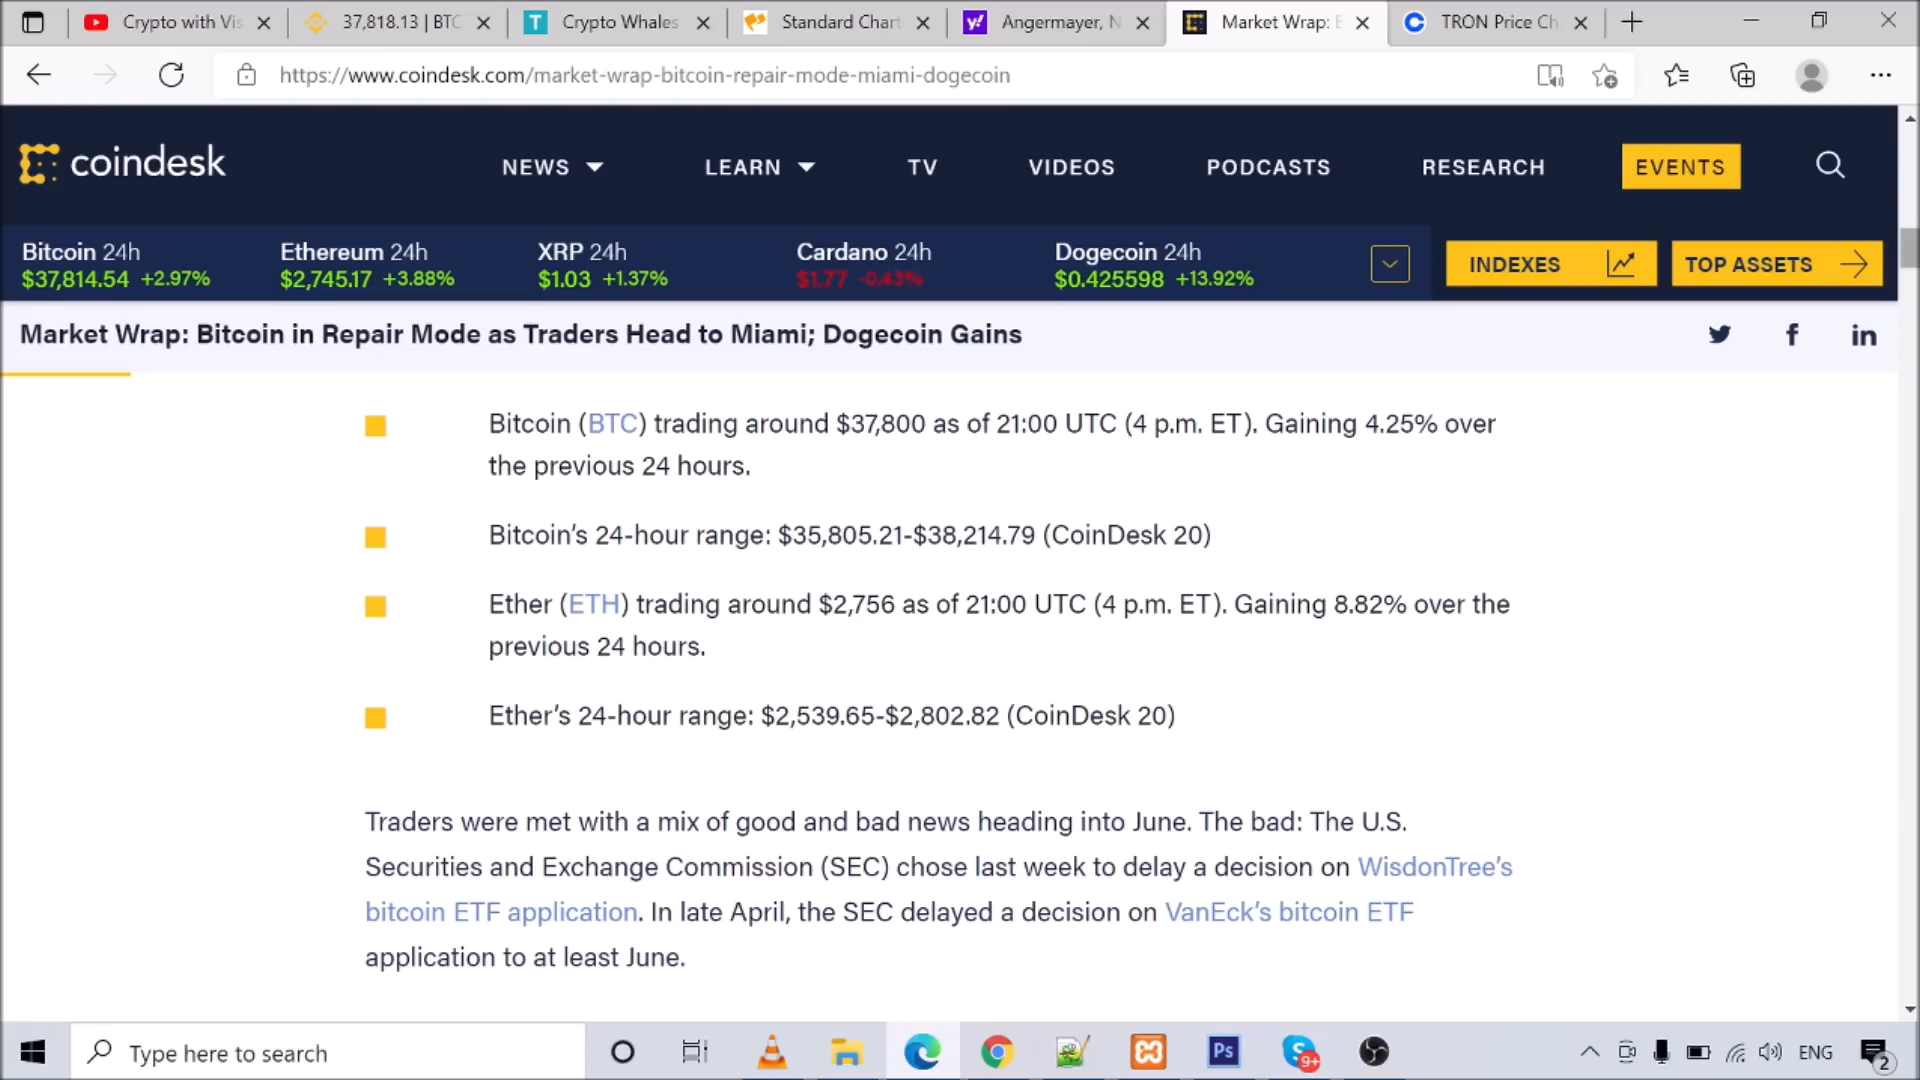 Crypto with Vis
37,818.13 | BTC
Crypto Whales
Standard Chart
Angermayer, N
Market Wrap: B
TRON Price Ch
https://www.coindesk.com/market-wrap-bitcoin-repair-mode-miami-dogecoin
coindesk
NEWS
LEARN
TV
VIDEOS
PODCASTS
RESEARCH
EVENTS
Bitcoin 24h
$37,814.54 +2.97%
Ethereum 24h
$2,745.17 +3.88%
XRP 24h
$1.03 +1.37%
Cardano 24h
$1.77 -0.43%
Dogecoin 24h
$0.425598 +13.92%
INDEXES
TOP ASSETS
Market Wrap: Bitcoin in Repair Mode as Traders Head to Miami; Dogecoin Gains
Bitcoin (BTC) trading around $37,800 as of 21:00 UTC (4 p.m. ET). Gaining 4.25% over
the previous 24 hours.
Bitcoin’s 24-hour range: $35,805.21-$38,214.79 (CoinDesk 20)
Ether (ETH) trading around $2,756 as of 21:00 UTC (4 p.m. ET). Gaining 8.82% over the
previous 24 hours.
Ether’s 24-hour range: $2,539.65-$2,802.82 (CoinDesk 20)
Traders were met with a mix of good and bad news heading into June. The bad: The U.S.
Securities and Exchange Commission (SEC) chose last week to delay a decision on WisdonTree’s
bitcoin ETF application. In late April, the SEC delayed a decision on VanEck’s bitcoin ETF
application to at least June.
Type here to search
Ps
9+
ENG
2